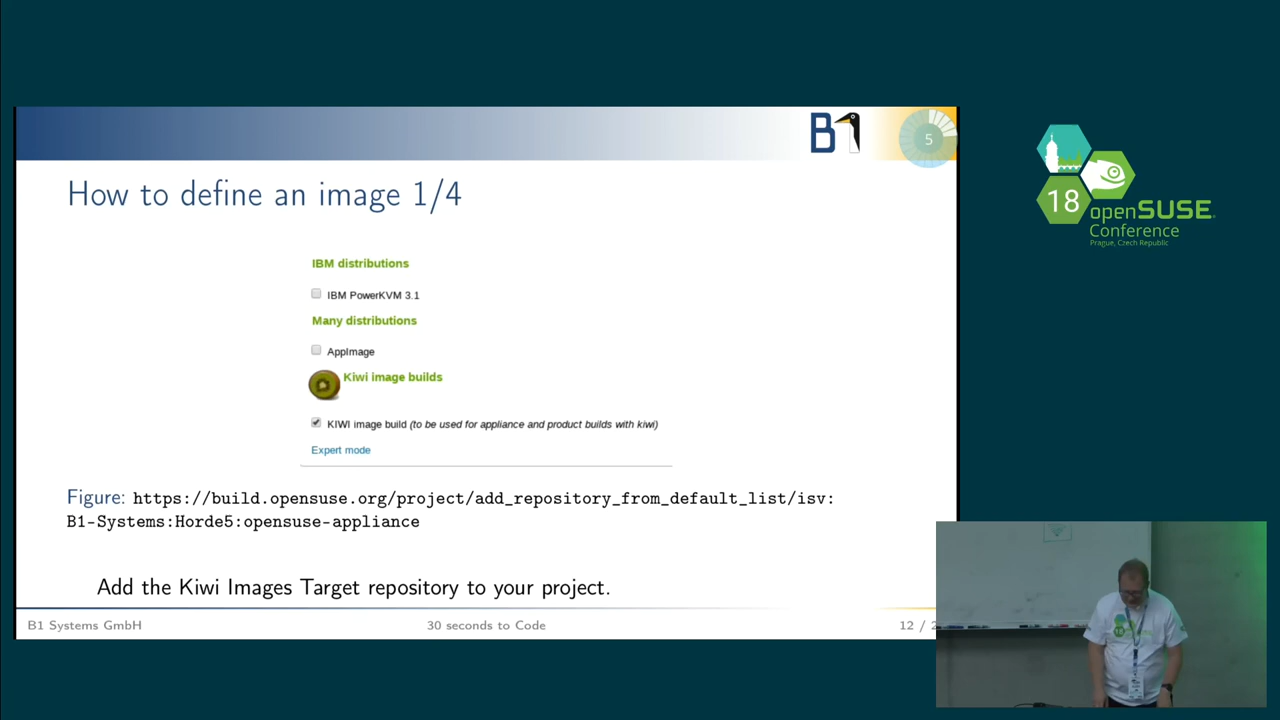 B1
5
How to define an image 1/4
IBM distributions
IBM PowerKVM 3.1
Many distributions
AppImage
Kiwi image builds
KIWI image build (to be used for appliance and product builds with kiwi)
Expert mode
Figure: https://build.opensuse.org/project/add_repository_from_default_list/isv:
B1-Systems:Horde5:opensuse-appliance
Add the Kiwi Images Target repository to your project.
B1 Systems GmbH
30 seconds to Code
12 / 2
18
openSUSE
Conference
Prague, Czech Republic
18